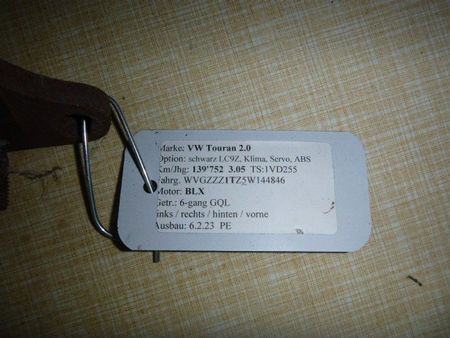 Marke: VW Touran 2.0
Option: schwarz LC9Z, Klima, Servo, ABS
Km/Jhg: 139'752 3.05 TS:1VD255
Fahrg. WVGZZZ1TZ5W144846
Motor: BLX
Getr.: 6-gang GQL
links / rechts / hinten / vorne
Ausbau: 6.2.23 PE